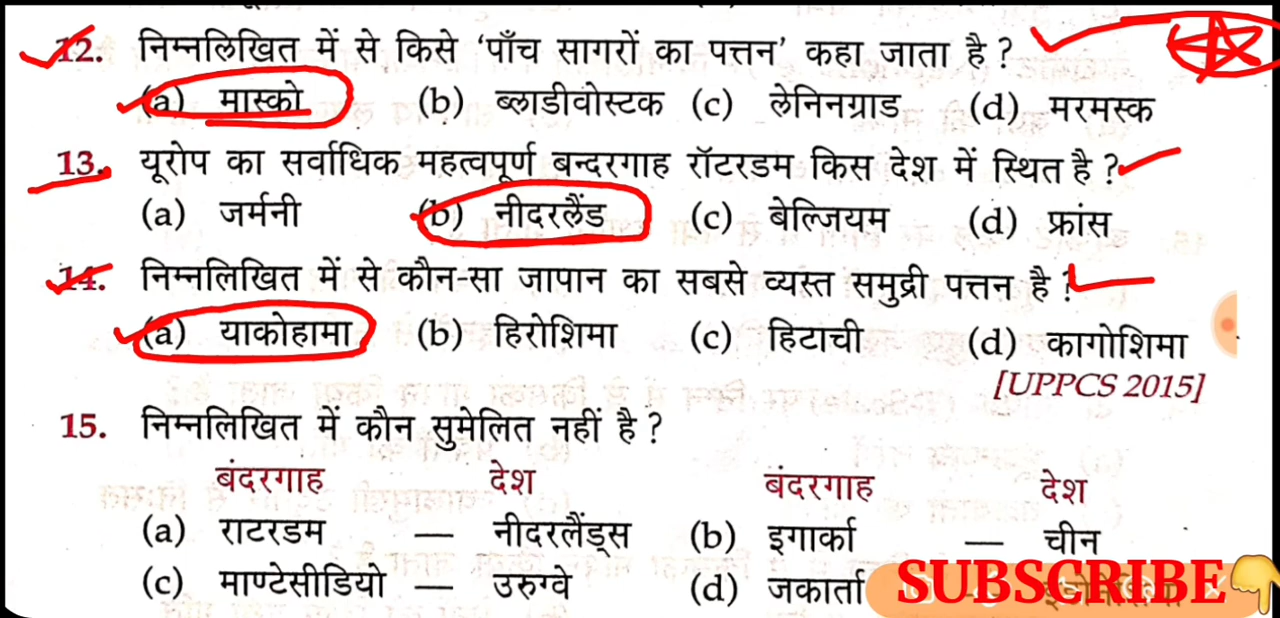 12. निम्नलिखित में से किसे ‘पाँच सागरों का पत्तन’ कहा जाता है ?
(a) मास्को (b) ब्लाडीवोस्टक (c) लेनिनग्राड (d) मरमस्क
13. यूरोप का सर्वाधिक महत्वपूर्ण बन्दरगाह रॉटरडम किस देश में स्थित है ?
(a) जर्मनी (b) नीदरलैंड (c) बेल्जियम (d) फ्रांस
14. निम्नलिखित में से कौन-सा जापान का सबसे व्यस्त समुद्री पत्तन है ?
(a) याकोहामा (b) हिरोशिमा (c) हिटाची (d) कागोशिमा
[UPPCS 2015]
15. निम्नलिखित में कौन सुमेलित नहीं है ?
बंदरगाह देश बंदरगाह देश
(a) राटरडम — नीदरलैंड्स (b) इगार्का — चीन
(c) माण्टेसीडियो — उरुग्वे (d) जकार्ता
SUBSCRIBE